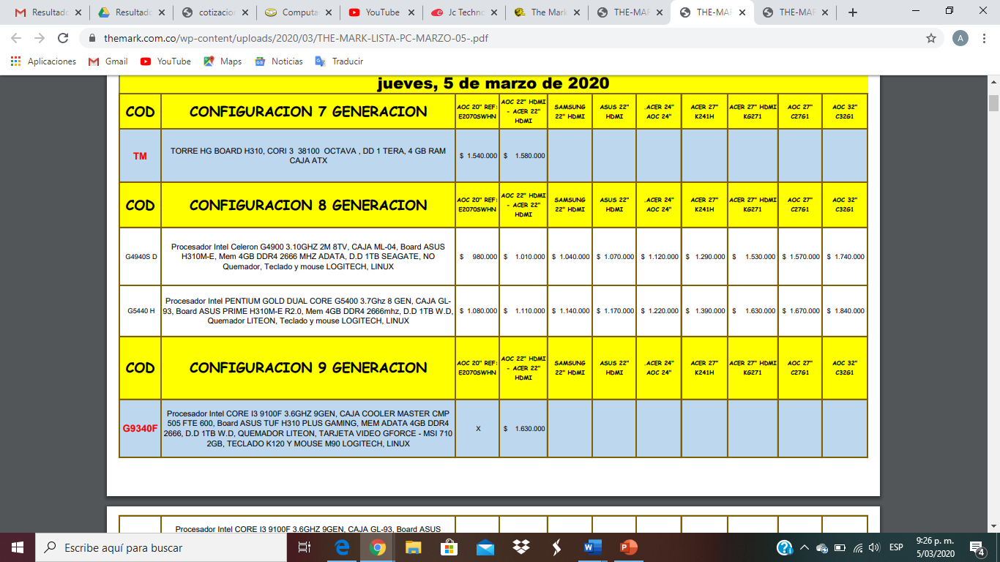 Resultado
Resultado
cotizacion
Computa
YouTube
Jc Techno
The Mark
THE-MAR
THE-MAR
THE-MAR
themark.com.co/wp-content/uploads/2020/03/THE-MARK-LISTA-PC-MARZO-05-.pdf
A
Aplicaciones
Gmail
YouTube
Maps
Noticias
Traducir
jueves, 5 de marzo de 2020
COD
CONFIGURACION 7 GENERACION
AOC 20" REF:
E2070SWHN
AOC 22" HDMI
- ACER 22"
HDMI
SAMSUNG
22" HDMI
ASUS 22"
HDMI
.ACER 24"
AOC 24"
ACER 27"
K241H
ACER 27" HDMI
KG271
AOC 27"
C27G1
AOC 32"
C32G1
TM
TORRE HG BOARD H310, CORI 3 38100 OCTAVA , DD 1 TERA, 4 GB RAM
CAJA ATX
$ 1.540.000
$ 1.580.000
COD
CONFIGURACION 8 GENERACION
AOC 20" REF:
E2070SWHN
AOC 22" HDMI
- ACER 22"
HDMI
SAMSUNG
22" HDMI
ASUS 22"
HDMI
.ACER 24"
AOC 24"
ACER 27"
K241H
ACER 27" HDMI
KG271
AOC 27"
C27G1
AOC 32"
C32G1
G4940S D
Procesador Intel Celeron G4900 3.10GHZ 2M 8TV, CAJA ML-04, Board ASUS
H310M-E, Mem 4GB DDR4 2666 MHZ ADATA, D.D 1TB SEAGATE, NO
Quemador, Teclado y mouse LOGITECH, LINUX
$ 980.000
$ 1.010.000
$ 1.040.000
$ 1.070.000
$ 1.120.000
$ 1.290.000
$ 1.530.000
$ 1.570.000
$ 1.740.000
G5440 H
Procesador Intel PENTIUM GOLD DUAL CORE G5400 3.7Ghz 8 GEN, CAJA GL-
93, Board ASUS PRIME H310M-E R2.0, Mem 4GB DDR4 2666mhz, D.D 1TB W.D,
Quemador LITEON, Teclado y mouse LOGITECH, LINUX
$ 1.080.000
$ 1.110.000
$ 1.140.000
$ 1.170.000
$ 1.220.000
$ 1.390.000
$ 1.630.000
$ 1.670.000
$ 1.840.000
COD
CONFIGURACION 9 GENERACION
AOC 20" REF:
E2070SWHN
AOC 22" HDMI
- ACER 22"
HDMI
SAMSUNG
22" HDMI
ASUS 22"
HDMI
.ACER 24"
AOC 24"
ACER 27"
K241H
ACER 27" HDMI
KG271
AOC 27"
C27G1
AOC 32"
C32G1
G9340F
Procesador Intel CORE I3 9100F 3.6GHZ 9GEN, CAJA COOLER MASTER CMP
505 FTE 600, Board ASUS TUF H310 PLUS GAMING, MEM ADATA 4GB DDR4
2666, D.D 1TB W.D, QUEMADOR LITEON, TARJETA VIDEO GFORCE - MSI 710
2GB, TECLADO K120 Y MOUSE M90 LOGITECH, LINUX
X
$ 1.630.000
Procesador Intel CORE I3 9100F 3.6GHZ 9GEN, CAJA GL-93, Board ASUS
Escribe aquí para buscar
ESP
9:26 p. m.
5/03/2020
4